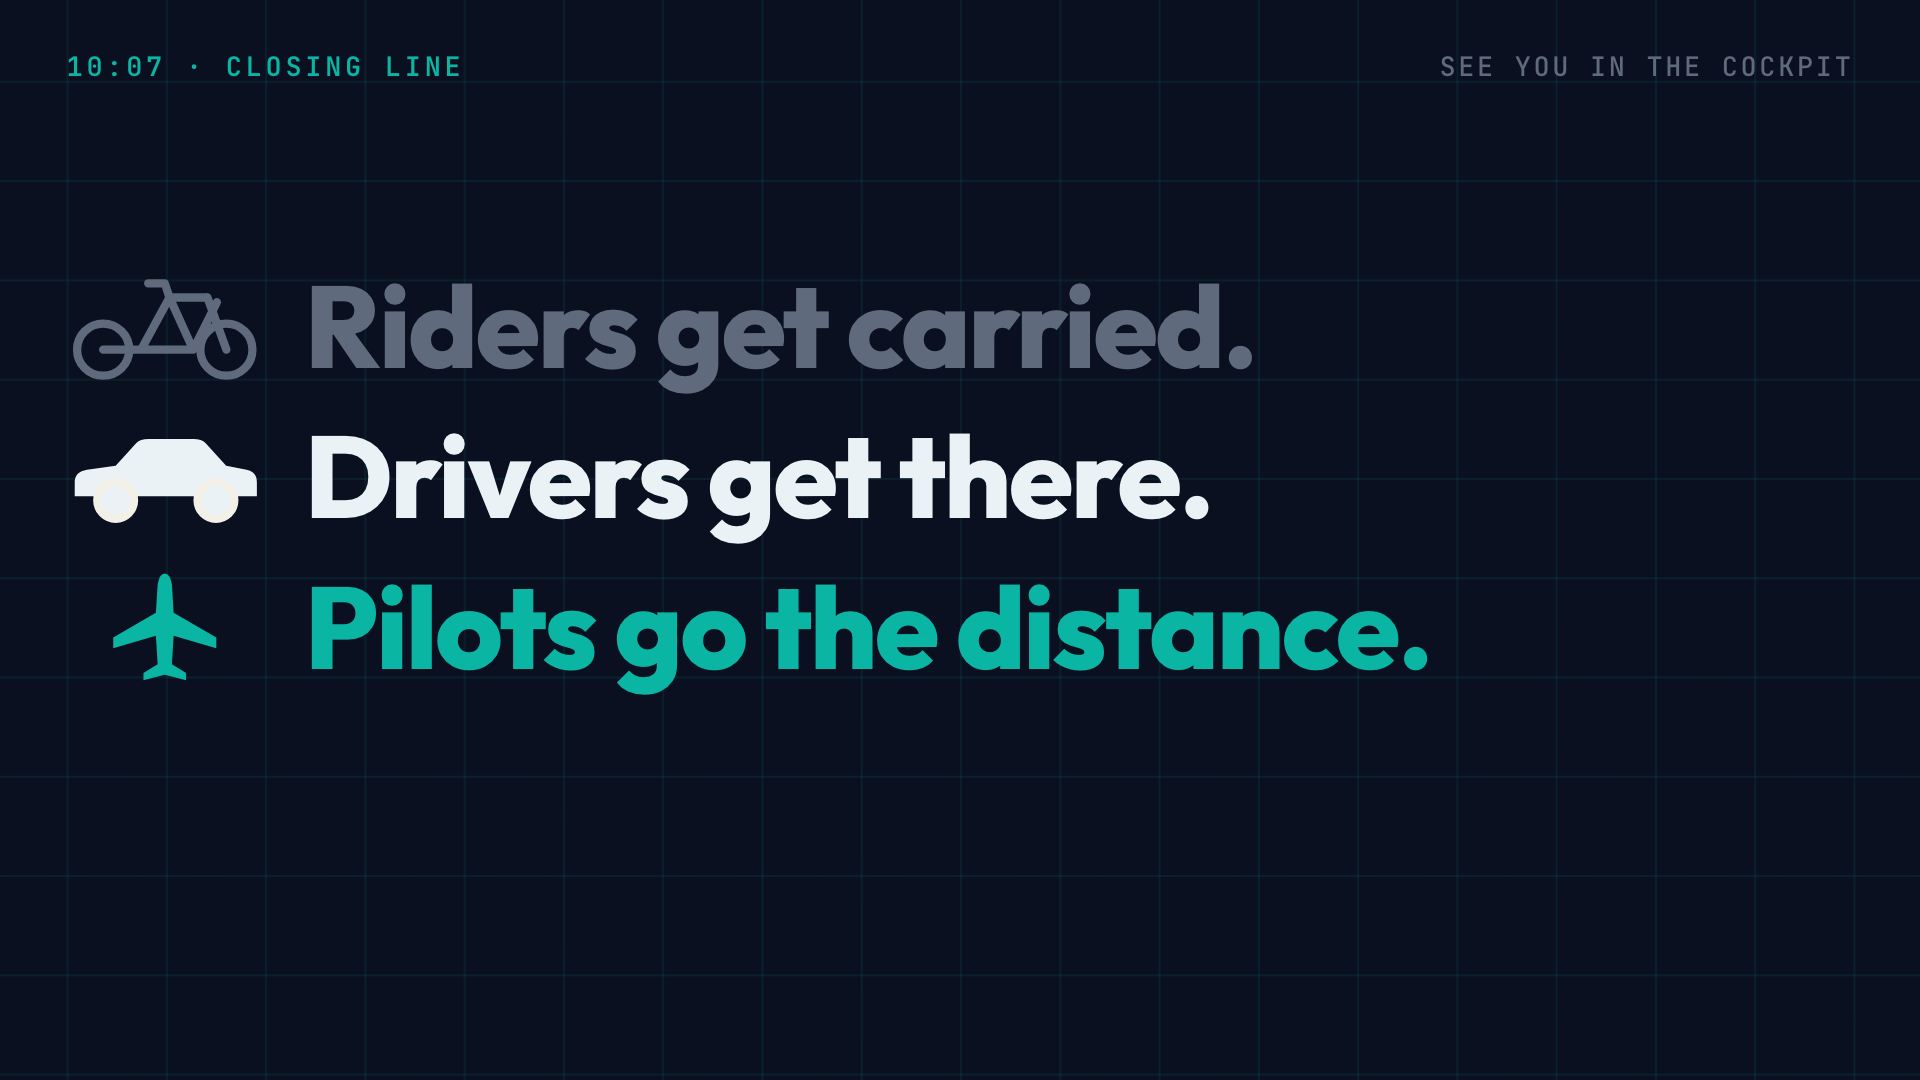 10:07 · CLOSING LINE
SEE YOU IN THE COCKPIT
Riders get carried.
Drivers get there.
Pilots go the distance.